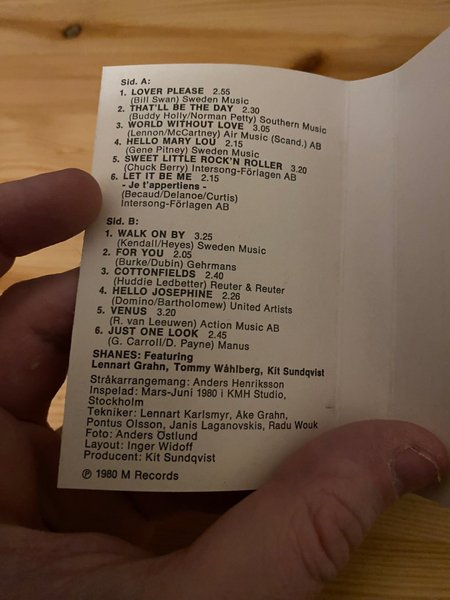 Sid. A:
1. LOVER PLEASE 2.55
(Bill Swan) Sweden Music
2. THAT'LL BE THE DAY 2.30
(Buddy Holly/Norman Petty) Southern Music
3. WORLD WITHOUT LOVE 3.05
(Lennon/McCartney) Air Music (Scand.) AB
4. HELLO MARY LOU 2.15
(Gene Pitney) Sweden Music
5. SWEET LITTLE ROCK'N ROLLER 3.20
(Chuck Berry) Intersong-Förlagen AB
6. LET IT BE ME 2.15
- Je t'appertiens -
(Becaud/Delanoe/Curtis)
Intersong-Förlagen AB
Sid. B:
1. WALK ON BY 3.25
(Kendall/Heyes) Sweden Music
2. FOR YOU 2.05
(Burke/Dubin) Gehrmans
3. COTTONFIELDS 2.40
(Huddie Ledbetter) Reuter & Reuter
4. HELLO JOSEPHINE 2.26
(Domino/Bartholomew) United Artists
5. VENUS 3.20
(R. van Leeuwen) Action Music AB
6. JUST ONE LOOK 2.45
(G. Carroll/D. Payne) Manus
SHANES: Featuring
Lennart Grahn, Tommy Wåhlberg, Kit Sundqvist
Stråkarrangemang: Anders Henriksson
Inspelad: Mars-Juni 1980 i KMH Studio,
Stockholm
Tekniker: Lennart Karlsmyr, Åke Grahn,
Pontus Olsson, Janis Laganovskis, Radu Wouk
Foto: Anders Östlund
Layout: Inger Widoff
Producent: Kit Sundqvist
℗ 1980 M Records